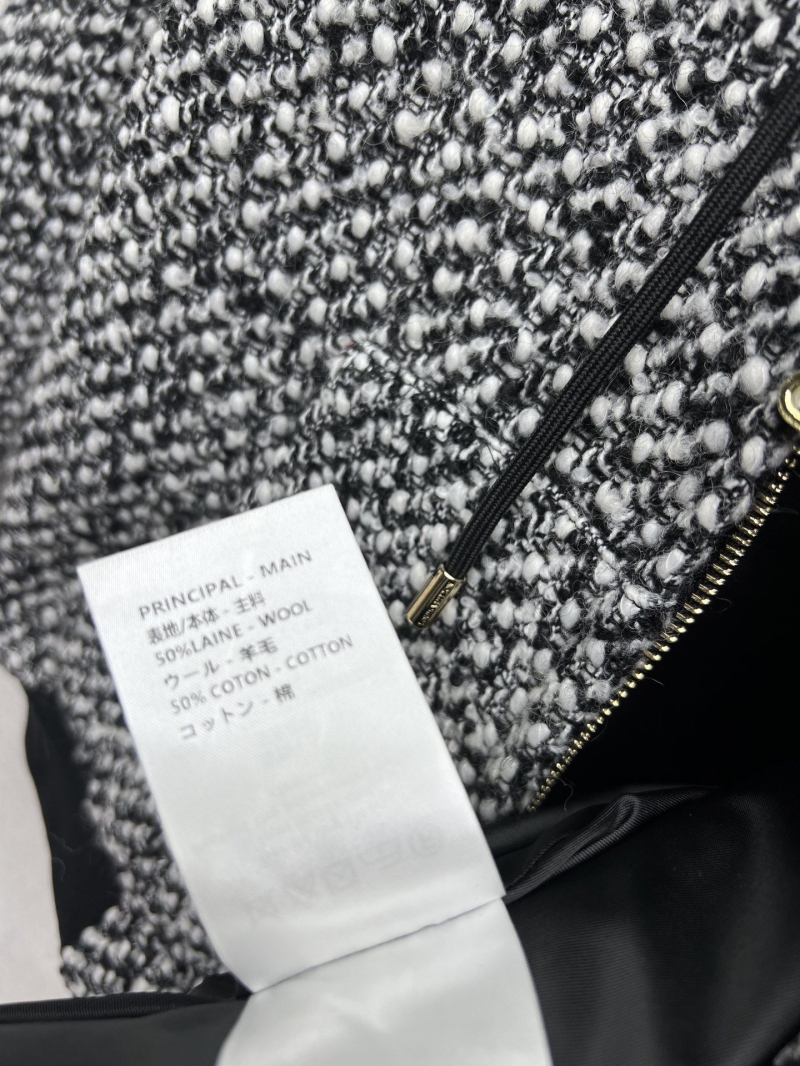 PRINCIPAL - MAIN
表地/本体 - 主料
50%LAINE - WOOL
ウール - 羊毛
50% COTON - COTTON
コットン - 棉